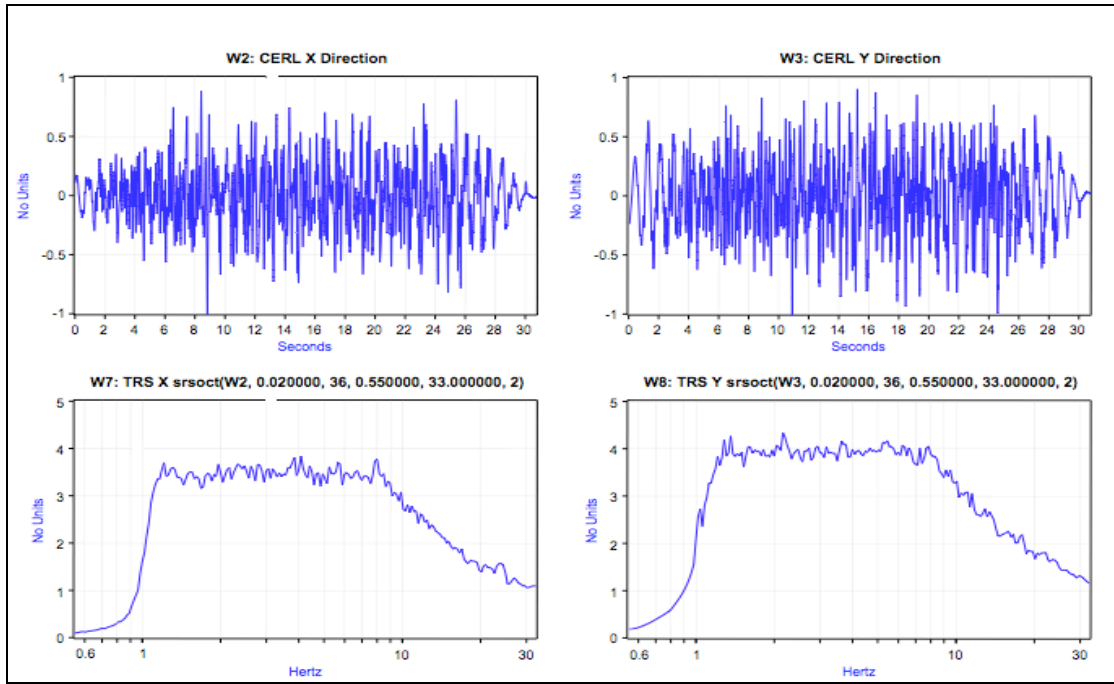 W2: CERL X Direction
1
0.5
0
-0.5
-1
No Units
0 2 4 6 8 10 12 14 16 18 20 22 24 26 28 30
Seconds
W3: CERL Y Direction
1
0.5
0
-0.5
-1
No Units
0 2 4 6 8 10 12 14 16 18 20 22 24 26 28 30
Seconds
W7: TRS X srsoct(W2, 0.020000, 36, 0.550000, 33.000000, 2)
5
4
3
2
1
0
No Units
0.6 1 10 30
Hertz
W8: TRS Y srsoct(W3, 0.020000, 36, 0.550000, 33.000000, 2)
5
4
3
2
1
0
No Units
0.6 1 10 30
Hertz